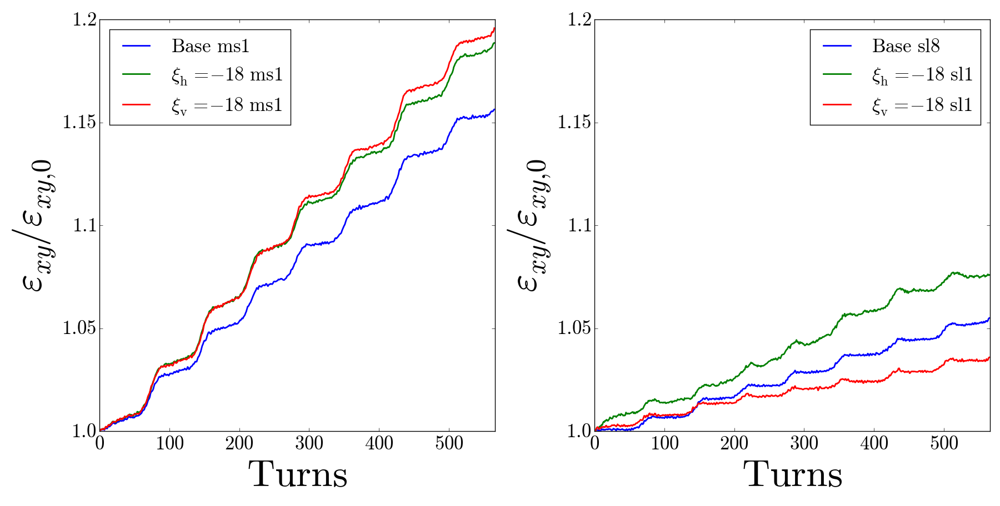 1.2
1.15
1.1
1.05
1.0
0 100 200 300 400 500
Turns
εxy/εxy,0
Base ms1
ξh =−18 ms1
ξv =−18 ms1
1.2
1.15
1.1
1.05
1.0
0 100 200 300 400 500
Turns
εxy/εxy,0
Base sl8
ξh =−18 sl1
ξv =−18 sl1